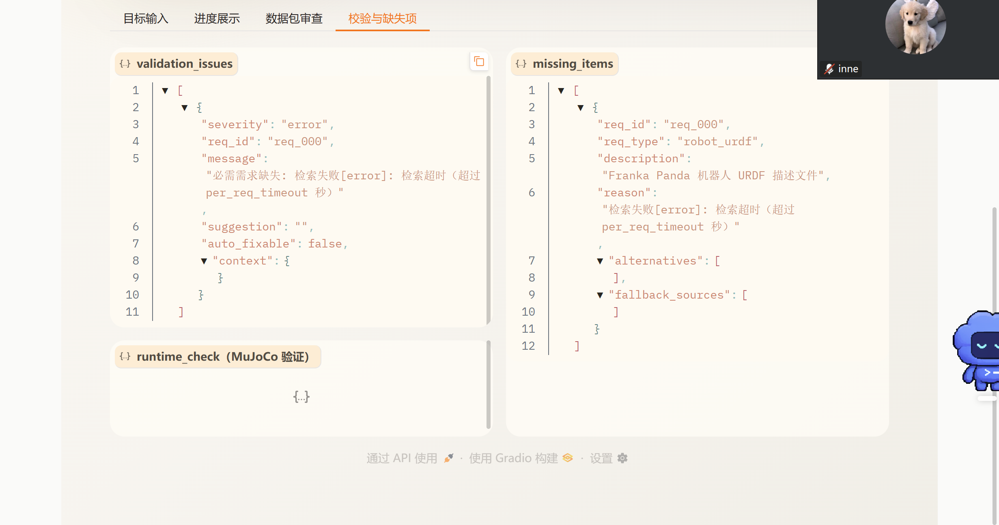 目标输入
进度展示
数据包审查
校验与缺失项
inne
{...} validation_issues
1 ▼ [
2 ▼ {
3 "severity": "error",
4 "req_id": "req_000",
5 "message":
"必需需求缺失: 检索失败[error]: 检索超时（超过
per_req_timeout 秒）"
,
6 "suggestion": "",
7 "auto_fixable": false,
8 ▼ "context": {
9 }
10 }
11 ]
{...} runtime_check（MuJoCo 验证）
{...}
{...} missing_items
1 ▼ [
2 ▼ {
3 "req_id": "req_000",
4 "req_type": "robot_urdf",
5 "description":
"Franka Panda 机器人 URDF 描述文件",
6 "reason":
"检索失败[error]: 检索超时（超过
per_req_timeout 秒）"
,
7 ▼ "alternatives": [
8 ],
9 ▼ "fallback_sources": [
10 ]
11 }
12 ]
通过 API 使用 · 使用 Gradio 构建 · 设置